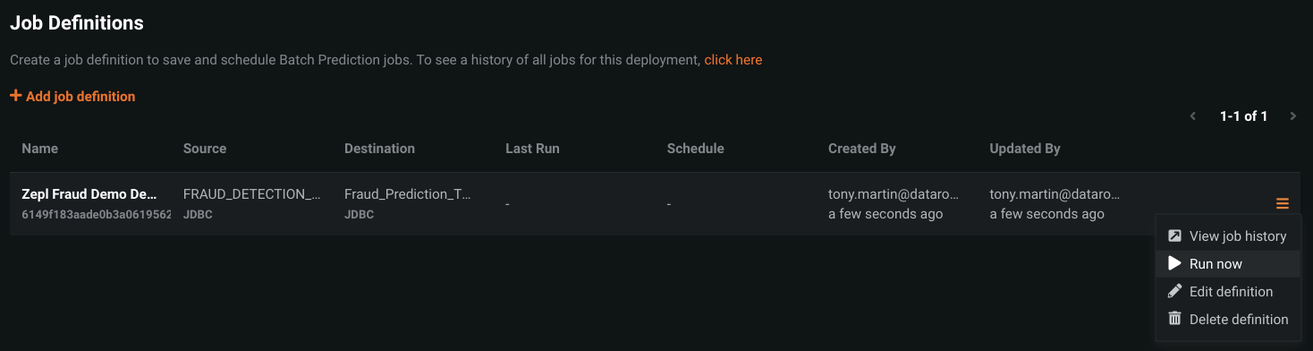 Job Definitions
Create a job definition to save and schedule Batch Prediction jobs. To see a history of all jobs for this deployment, click here
+ Add job definition
1-1 of 1
Name Source Destination Last Run Schedule Created By Updated By
Zepl Fraud Demo De... FRAUD_DETECTION_... Fraud_Prediction_T... - - tony.martin@dataro... tony.martin@dataro...
6149f183aade0b3a0619562 JDBC JDBC a few seconds ago a few seconds ago
View job history
Run now
Edit definition
Delete definition